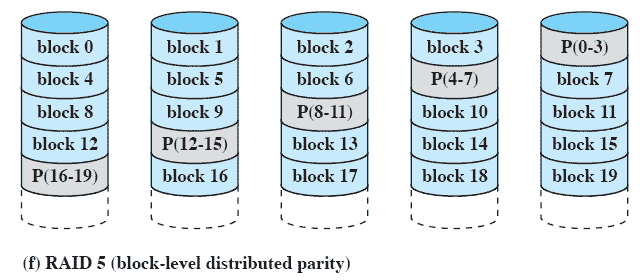 block 0 block 1 block 2 block 3 P(0-3)
block 4 block 5 block 6 P(4-7) block 7
block 8 block 9 P(8-11) block 10 block 11
block 12 P(12-15) block 13 block 14 block 15
P(16-19) block 16 block 17 block 18 block 19
(f) RAID 5 (block-level distributed parity)